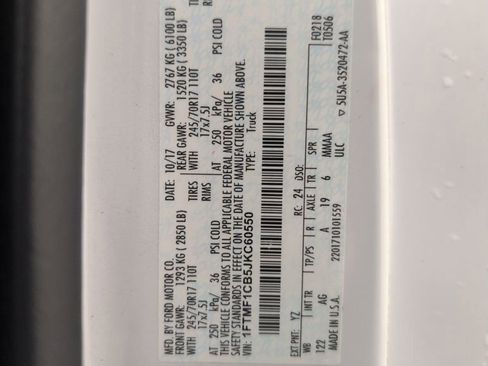 MFD. BY FORD MOTOR CO.
DATE: 10/17 GVWR: 2767 KG (6100 LB)
FRONT GAWR: 1293 KG (2850 LB) REAR GAWR: 1520 KG (3350 LB)
245/70R17 110T TIRES WITH 245/70R17 110T
17x7.5J RIMS 17x7.5J
AT 250 kPa/ 36 PSI COLD AT 250 kPa/ 36 PSI COLD
THIS VEHICLE CONFORMS TO ALL APPLICABLE FEDERAL MOTOR VEHICLE
SAFETY STANDARDS IN EFFECT ON THE DATE OF MANUFACTURE SHOWN ABOVE.
VIN: 1FTMF1CB5JKC60550
TYPE: Truck
F0218
T0506
EXT PNT: YZ RC: 24 DSO:
WB INT TR TP/PS R AXLE TR SPR
122 AG A 19 6 MMAA
MADE IN U.S.A. 2201710101559 ULC
5U5A-3520472-AA